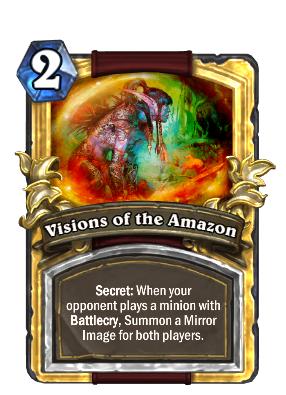 2
Visions of the Amazon
Secret: When your
opponent plays a minion with
Battlecry, Summon a Mirror
Image for both players.